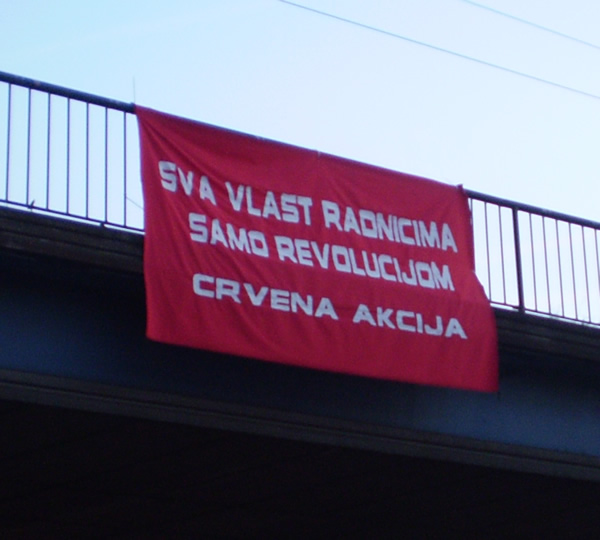 SVA VLAST RADNICIMA
SAMO REVOLUCIJOM
CRVENA AKCIJA